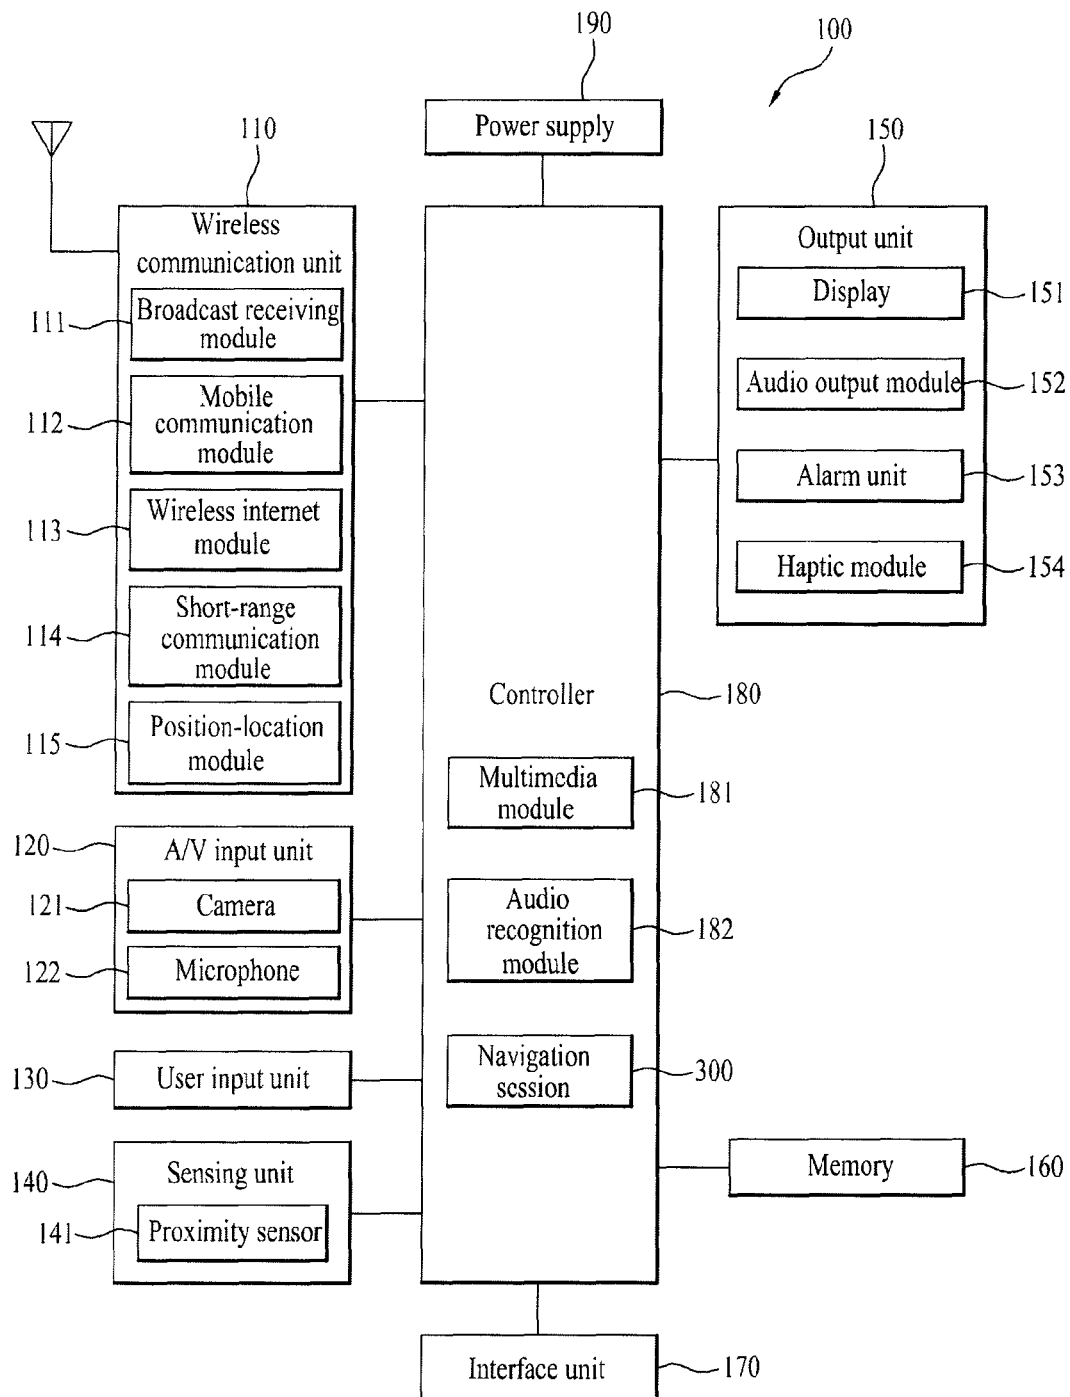 190
100
Power supply
110
150
Wireless
communication unit
Output unit
Broadcast receiving
module
111
Display
151
Mobile
communication
module
112
Audio output module
152
Wireless internet
module
113
Alarm unit
153
Short-range
communication
module
114
Haptic module
154
Position-location
module
115
Controller
180
Multimedia
module
181
120
A/V input unit
121
Camera
122
Microphone
Audio
recognition
module
182
130
User input unit
Navigation
session
300
140
Sensing unit
141
Proximity sensor
Memory
160
Interface unit
170